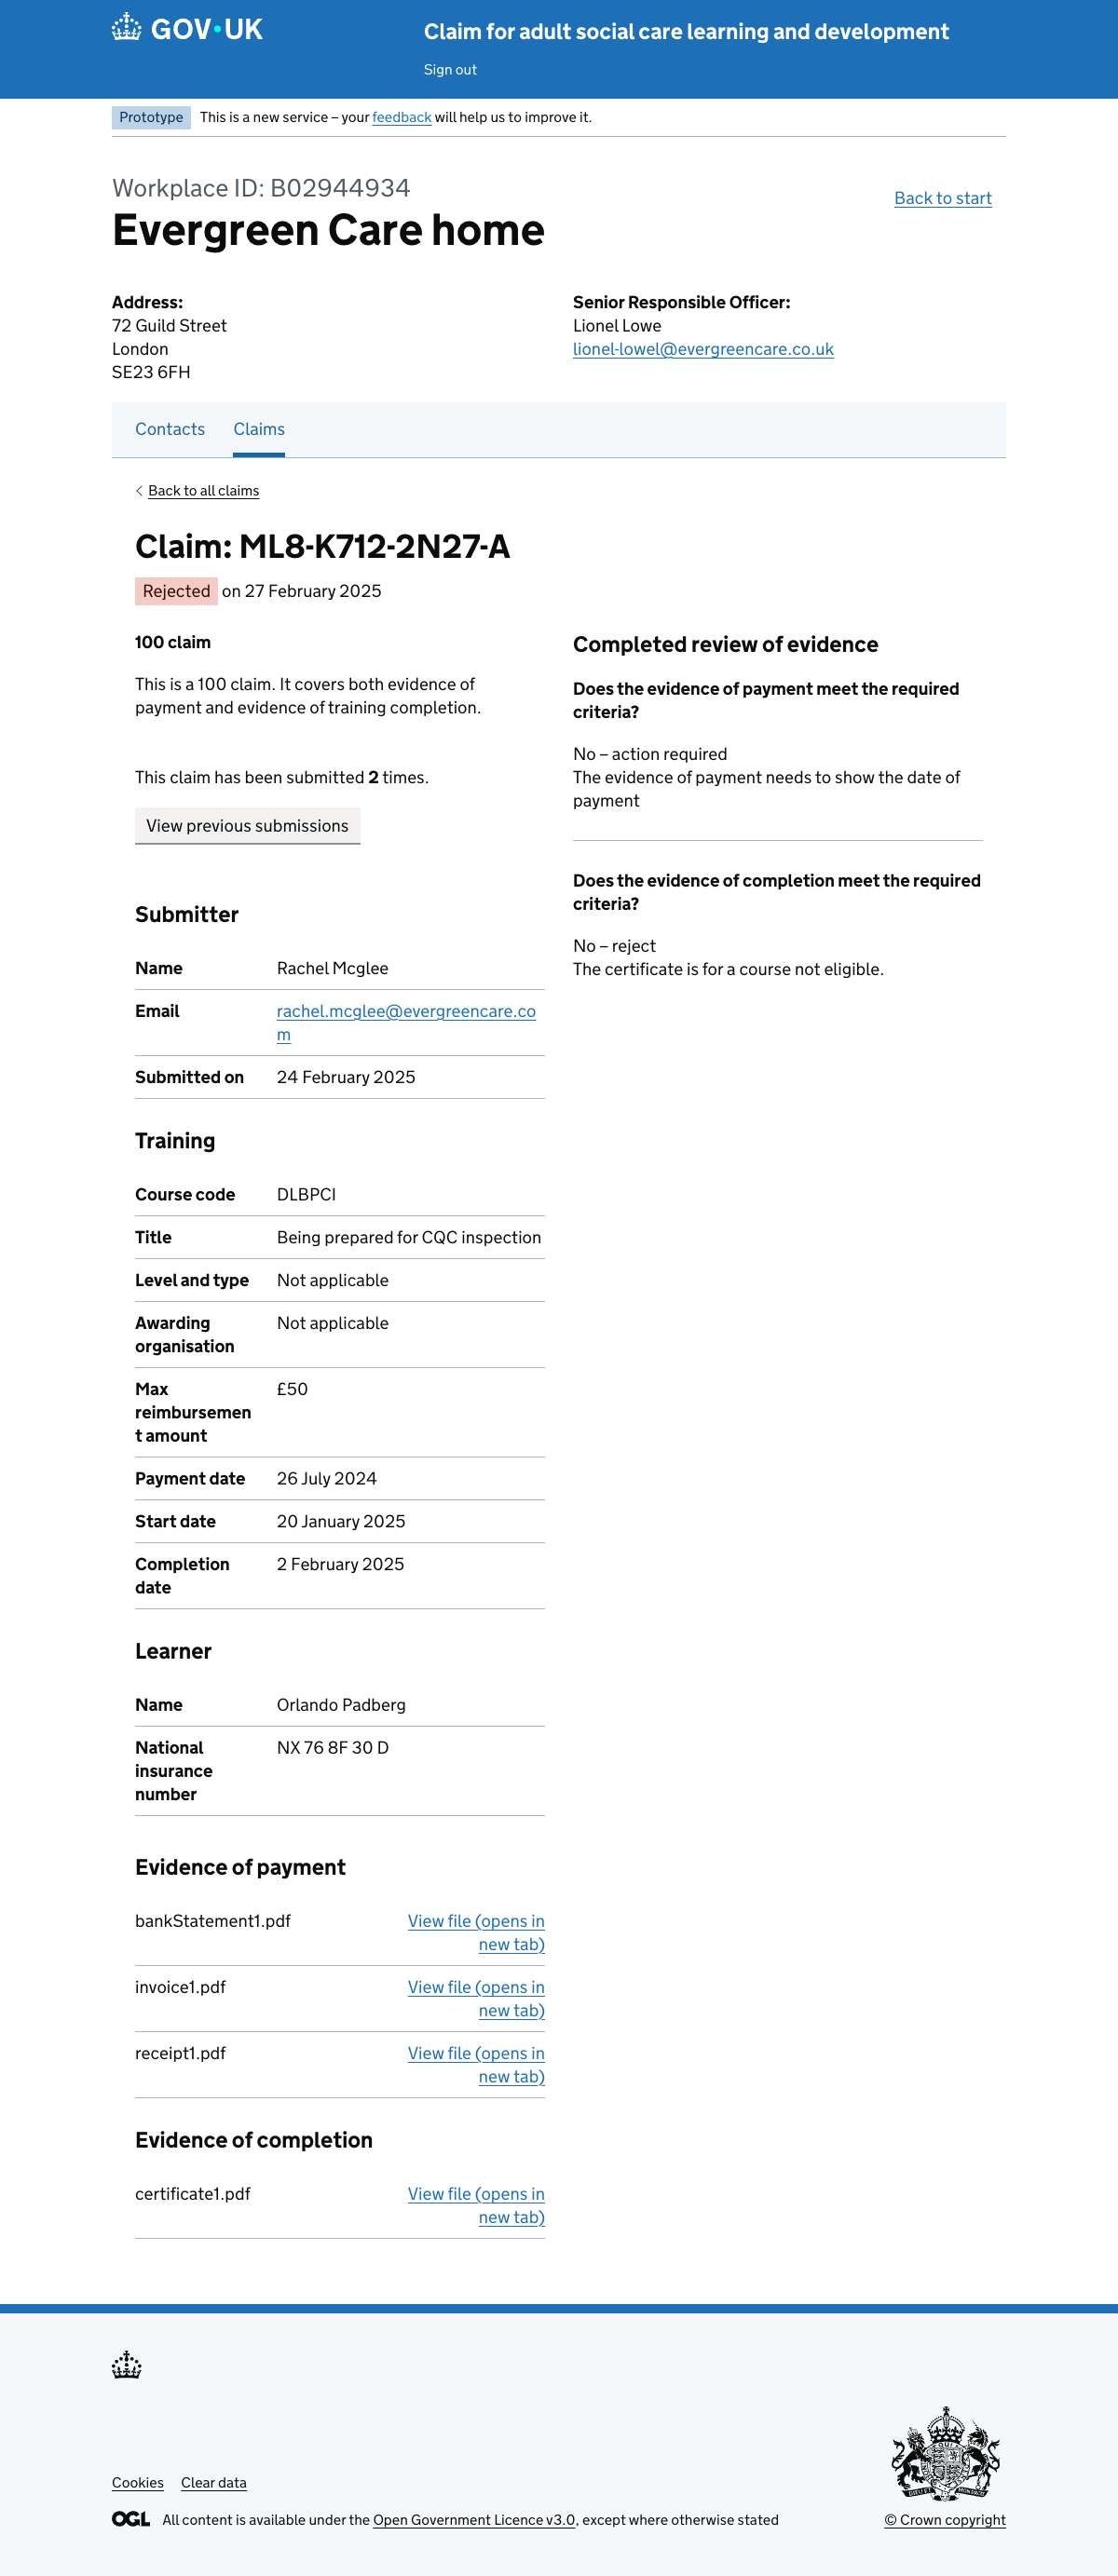 GOV·UK
Claim for adult social care learning and development
Sign out
Prototype This is a new service – your feedback will help us to improve it.
Workplace ID: B02944934
Back to start
Evergreen Care home
Address:
72 Guild Street
London
SE23 6FH
Senior Responsible Officer:
Lionel Lowe
lionel-lowel@evergreencare.co.uk
Contacts Claims
Back to all claims
Claim: ML8-K712-2N27-A
Rejected on 27 February 2025
100 claim
This is a 100 claim. It covers both evidence of
payment and evidence of training completion.
This claim has been submitted 2 times.
View previous submissions
Submitter
Name Rachel Mcglee
Email rachel.mcglee@evergreencare.co
m
Submitted on 24 February 2025
Training
Course code DLBPCI
Title Being prepared for CQC inspection
Level and type Not applicable
Awarding Not applicable
organisation
Max £50
reimbursemen
t amount
Payment date 26 July 2024
Start date 20 January 2025
Completion 2 February 2025
date
Learner
Name Orlando Padberg
National NX 76 8F 30 D
insurance
number
Evidence of payment
bankStatement1.pdf View file (opens in
new tab)
invoice1.pdf View file (opens in
new tab)
receipt1.pdf View file (opens in
new tab)
Evidence of completion
certificate1.pdf View file (opens in
new tab)
Completed review of evidence
Does the evidence of payment meet the required
criteria?
No – action required
The evidence of payment needs to show the date of
payment
Does the evidence of completion meet the required
criteria?
No – reject
The certificate is for a course not eligible.
Cookies Clear data
OGL All content is available under the Open Government Licence v3.0, except where otherwise stated
© Crown copyright